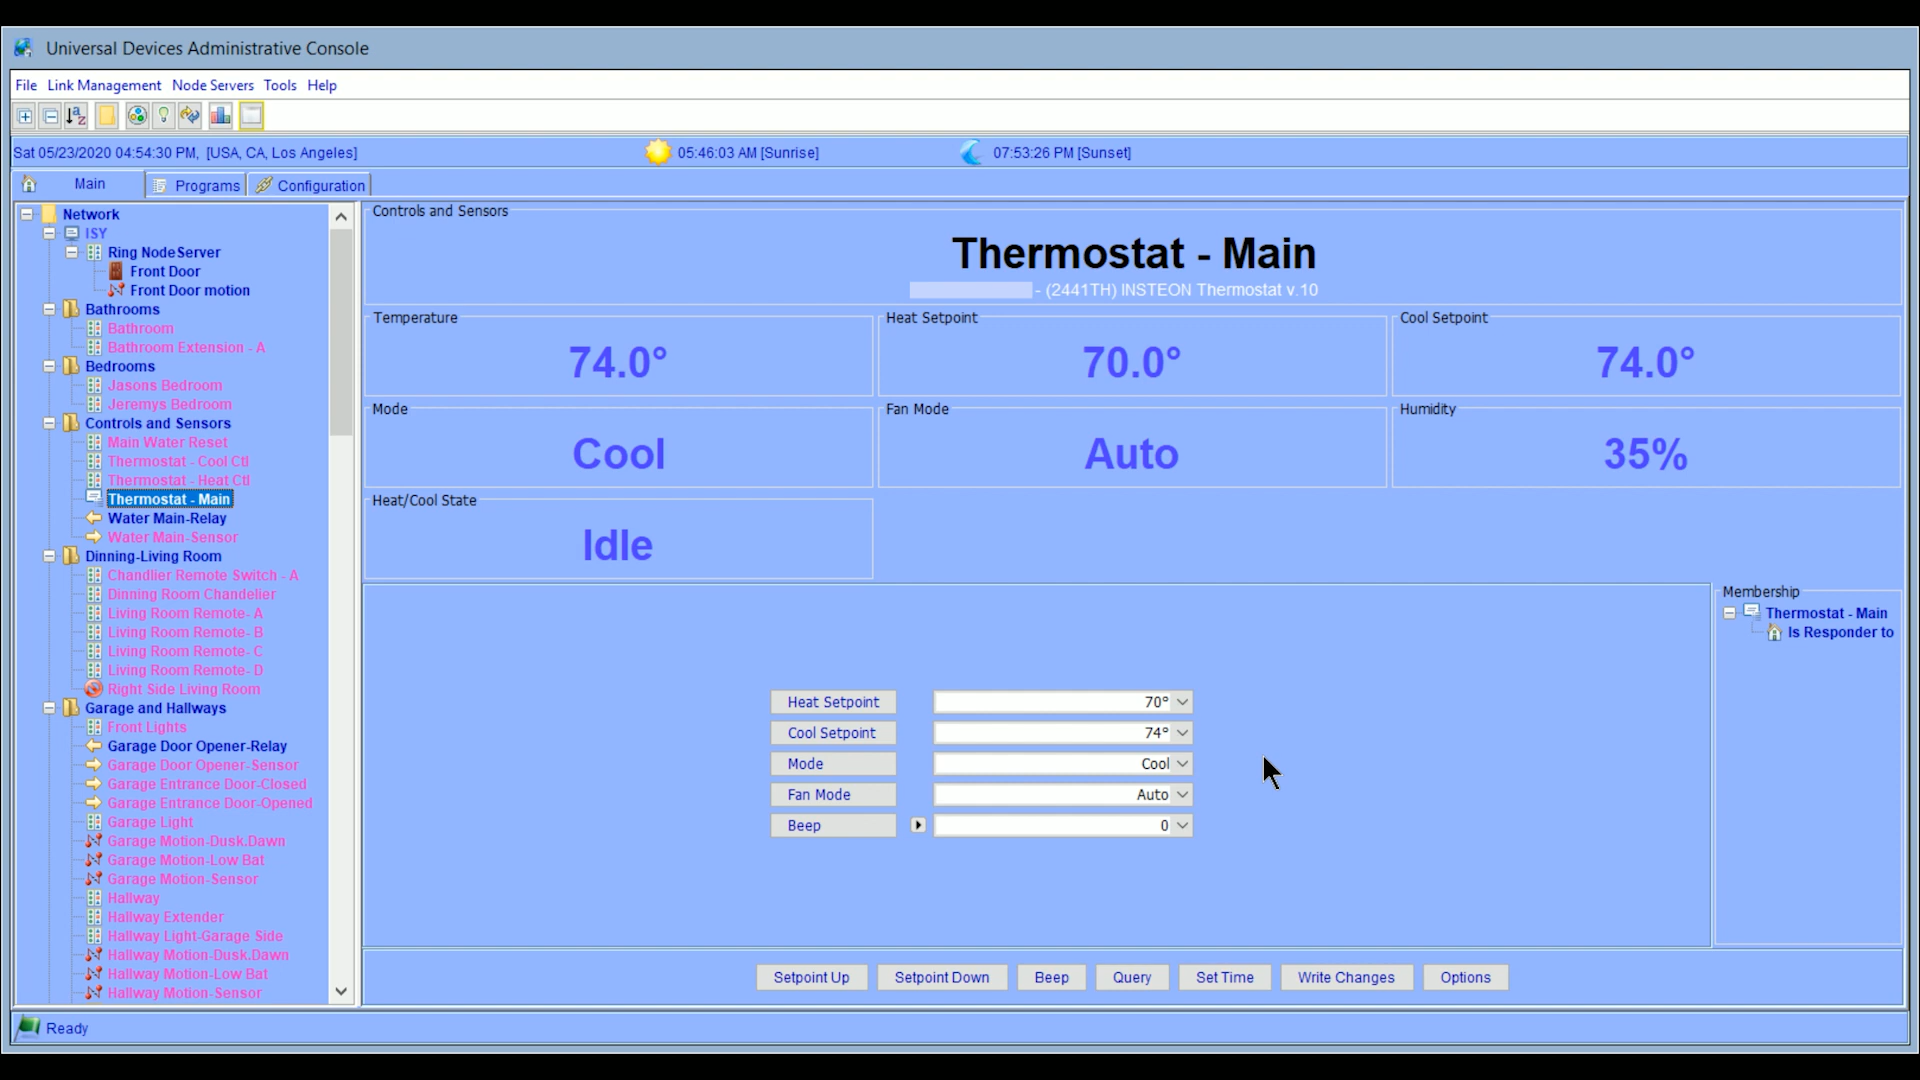 Universal Devices Administrative Console
File Link Management Node Servers Tools Help
Sat 05/23/2020 04:54:30 PM, [USA, CA, Los Angeles]
05:46:03 AM [Sunrise]
07:53:26 PM [Sunset]
Main
Programs
Configuration
Network
ISY
Ring NodeServer
Front Door
Front Door motion
Bathrooms
Bathroom
Bathroom Extension - A
Bedrooms
Jasons Bedroom
Jeremys Bedroom
Controls and Sensors
Main Water Reset
Thermostat - Cool Ctl
Thermostat - Heat Ctl
Thermostat - Main
Water Main-Relay
Water Main-Sensor
Dinning-Living Room
Chandlier Remote Switch - A
Dinning Room Chandelier
Living Room Remote- A
Living Room Remote- B
Living Room Remote- C
Living Room Remote- D
Right Side Living Room
Garage and Hallways
Front Lights
Garage Door Opener-Relay
Garage Door Opener-Sensor
Garage Entrance Door-Closed
Garage Entrance Door-Opened
Garage Light
Garage Motion-Dusk.Dawn
Garage Motion-Low Bat
Garage Motion-Sensor
Hallway
Hallway Extender
Hallway Light-Garage Side
Hallway Motion-Dusk.Dawn
Hallway Motion-Low Bat
Hallway Motion-Sensor
Controls and Sensors
Thermostat - Main
- (2441TH) INSTEON Thermostat v.10
Temperature
74.0°
Heat Setpoint
70.0°
Cool Setpoint
74.0°
Mode
Cool
Fan Mode
Auto
Humidity
35%
Heat/Cool State
Idle
Heat Setpoint 70°
Cool Setpoint 74°
Mode Cool
Fan Mode Auto
Beep 0
Membership
Thermostat - Main
Is Responder to
Setpoint Up
Setpoint Down
Beep
Query
Set Time
Write Changes
Options
Ready